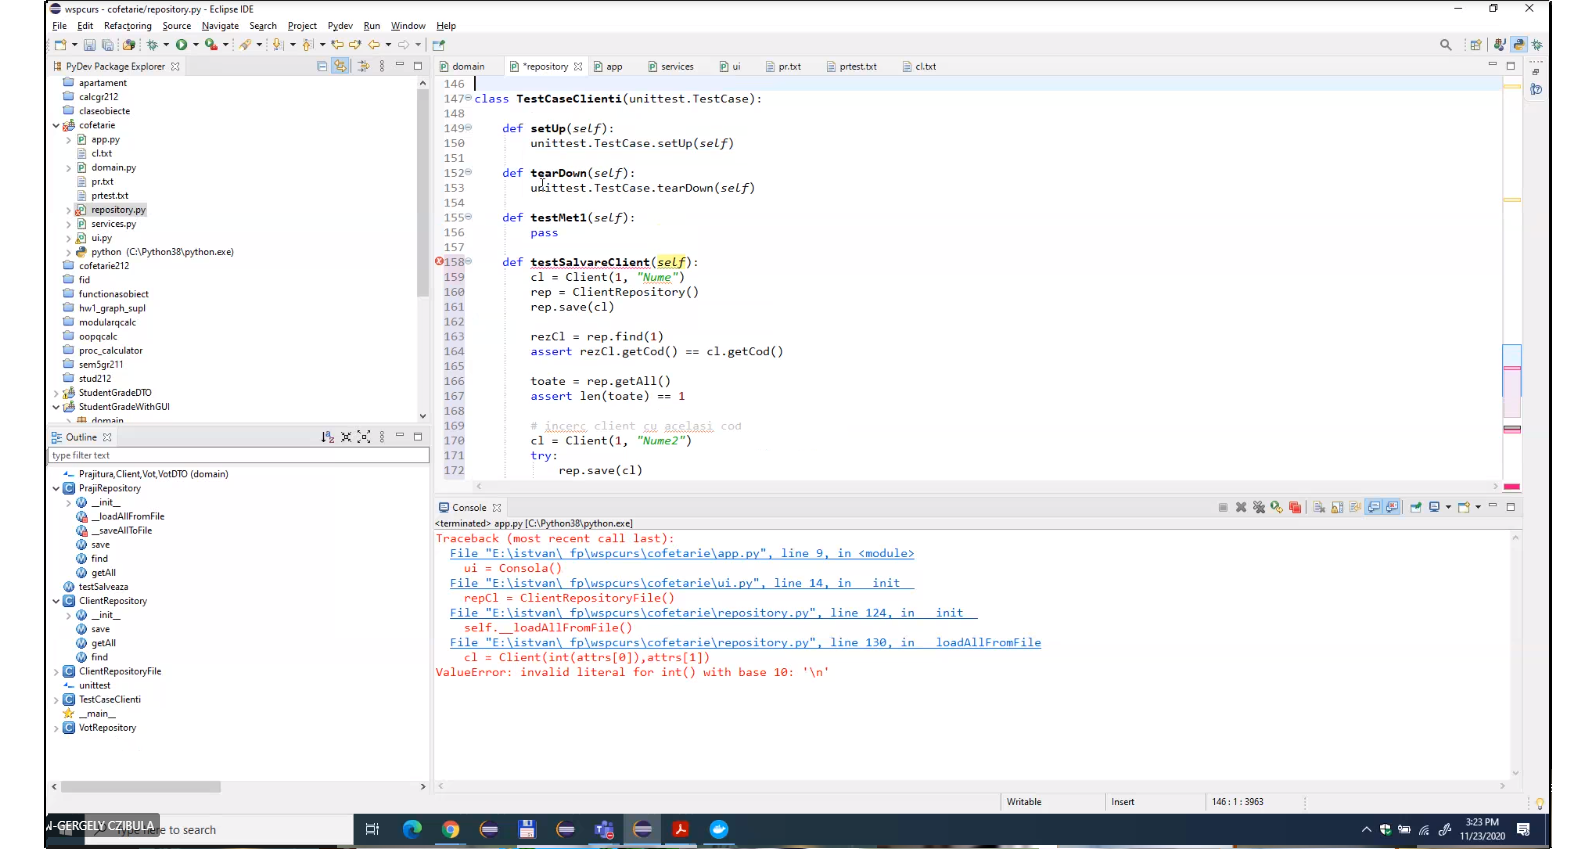 wspcurs - cofetarie/repository.py - Eclipse IDE
File Edit Refactoring Source Navigate Search Project Pydev Run Window Help
PyDev Package Explorer
apartament
calcgr212
claseobiecte
cofetarie
app.py
cl.txt
domain.py
pr.txt
prtest.txt
repository.py
services.py
ui.py
python (C:\Python38\python.exe)
cofetarie212
fid
functionasobiect
hw1_graph_supl
modularqcalc
oopqcalc
proc_calculator
sem5gr211
stud212
StudentGradeDTO
StudentGradeWithGUI
domain
Outline
type filter text
Prajitura,Client,Vot,VotDTO (domain)
PrajiRepository
__init__
__loadAllFromFile
__saveAllToFile
save
find
getAll
testSalveaza
ClientRepository
__init__
save
getAll
find
ClientRepositoryFile
unittest
TestCaseClienti
__main__
VotRepository
domain *repository app services ui pr.txt prtest.txt cl.txt
146
147 class TestCaseClienti(unittest.TestCase):
148
149 def setUp(self):
150 unittest.TestCase.setUp(self)
151
152 def tearDown(self):
153 unittest.TestCase.tearDown(self)
154
155 def testMet1(self):
156 pass
157
158 def testSalvareClient(self):
159 cl = Client(1, "Nume")
160 rep = ClientRepository()
161 rep.save(cl)
162
163 rezCl = rep.find(1)
164 assert rezCl.getCod() == cl.getCod()
165
166 toate = rep.getAll()
167 assert len(toate) == 1
168
169 # incerc client cu acelasi cod
170 cl = Client(1, "Nume2")
171 try:
172 rep.save(cl)
Console
<terminated> app.py [C:\Python38\python.exe]
Traceback (most recent call last):
File "E:\istvan\_fp\wspcurs\cofetarie\app.py", line 9, in <module>
ui = Consola()
File "E:\istvan\_fp\wspcurs\cofetarie\ui.py", line 14, in __init__
repCl = ClientRepositoryFile()
File "E:\istvan\_fp\wspcurs\cofetarie\repository.py", line 124, in __init__
self.__loadAllFromFile()
File "E:\istvan\_fp\wspcurs\cofetarie\repository.py", line 130, in __loadAllFromFile
cl = Client(int(attrs[0]),attrs[1])
ValueError: invalid literal for int() with base 10: '\n'
Writable Insert 146 : 1 : 3963
-GERGELY CZIBULA
here to search
3:23 PM
11/23/2020